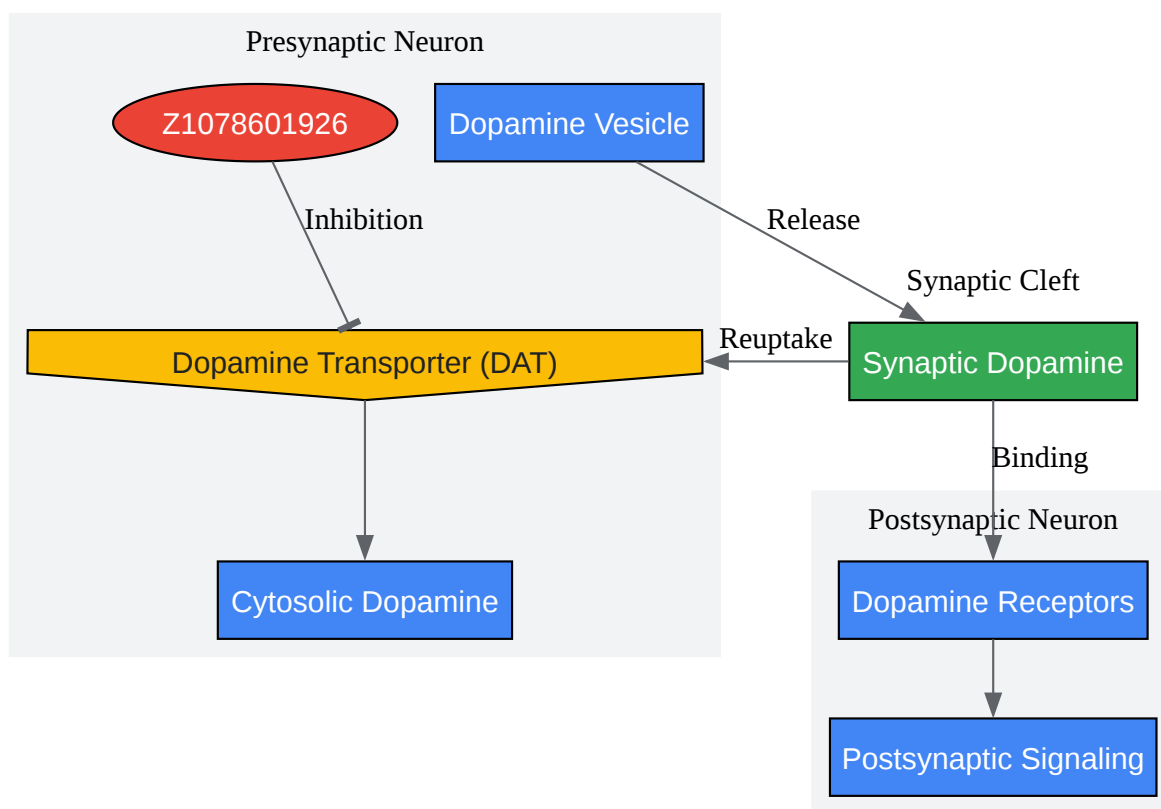 Presynaptic Neuron
Z1078601926
Dopamine Vesicle
Inhibition
Release
Synaptic Cleft
Reuptake
Dopamine Transporter (DAT)
Synaptic Dopamine
Binding
Postsynaptic Neuron
Cytosolic Dopamine
Dopamine Receptors
Postsynaptic Signaling